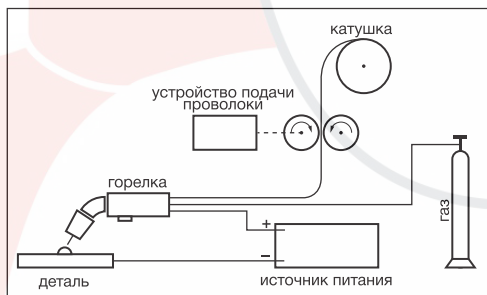 катушка
устройство подачи
проволоки
горелка
газ
+
–
деталь
источник питания